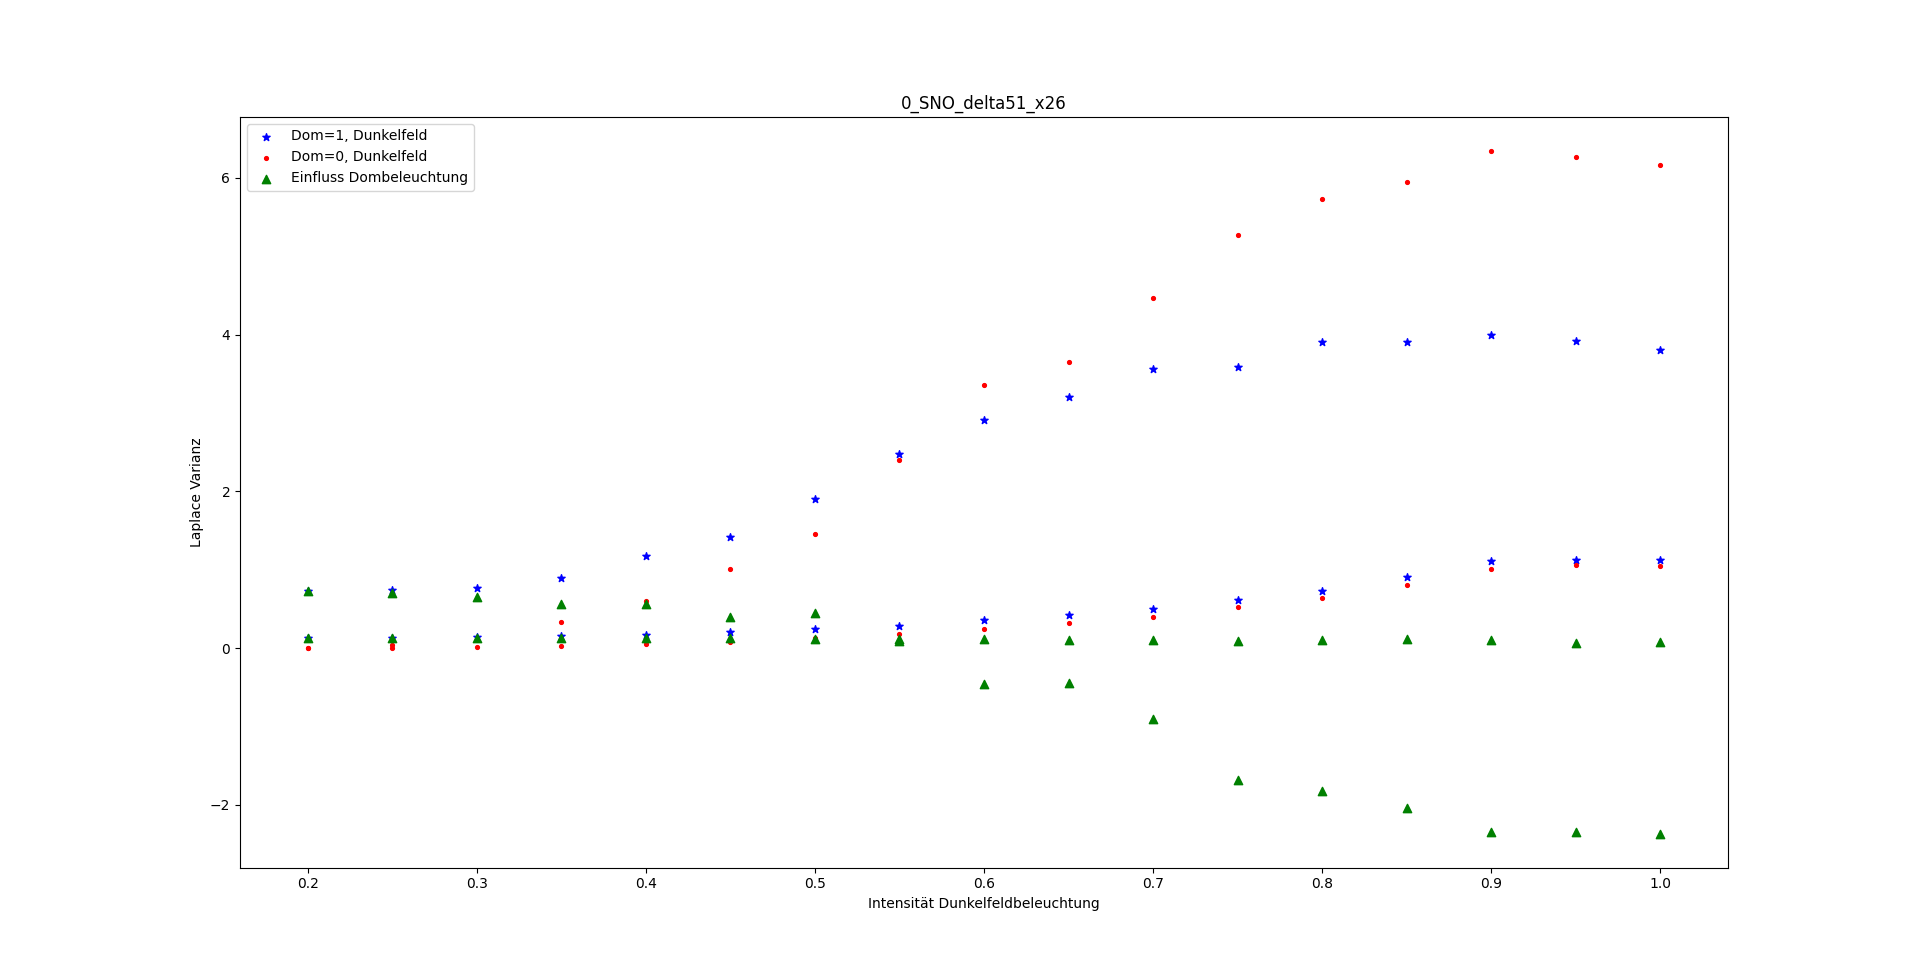 0_SNO_delta51_x26
Dom=1, Dunkelfeld
Dom=0, Dunkelfeld
Einfluss Dombeleuchtung
Laplace Varianz
6
4
2
0
−2
0.2 0.3 0.4 0.5 0.6 0.7 0.8 0.9 1.0
Intensität Dunkelfeldbeleuchtung